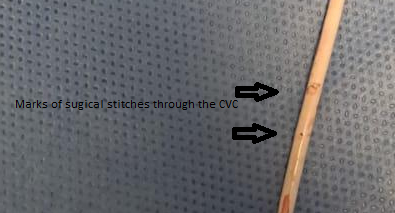 Marks of sugical stitches through the CVC